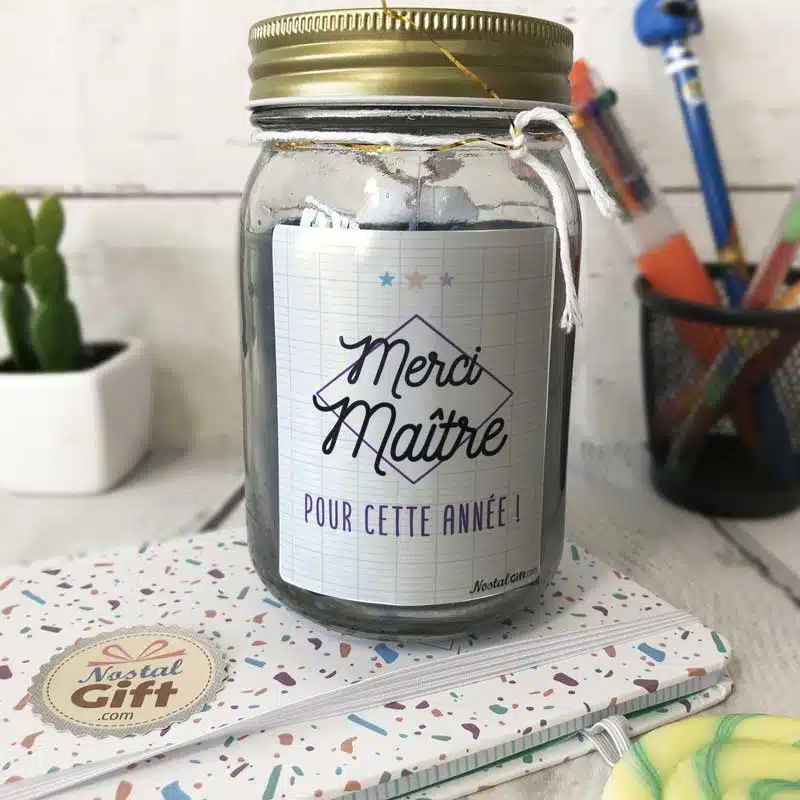 Merci
Maître
POUR CETTE ANNÉE !
NostalGift.com
Nostal
Gift
.com